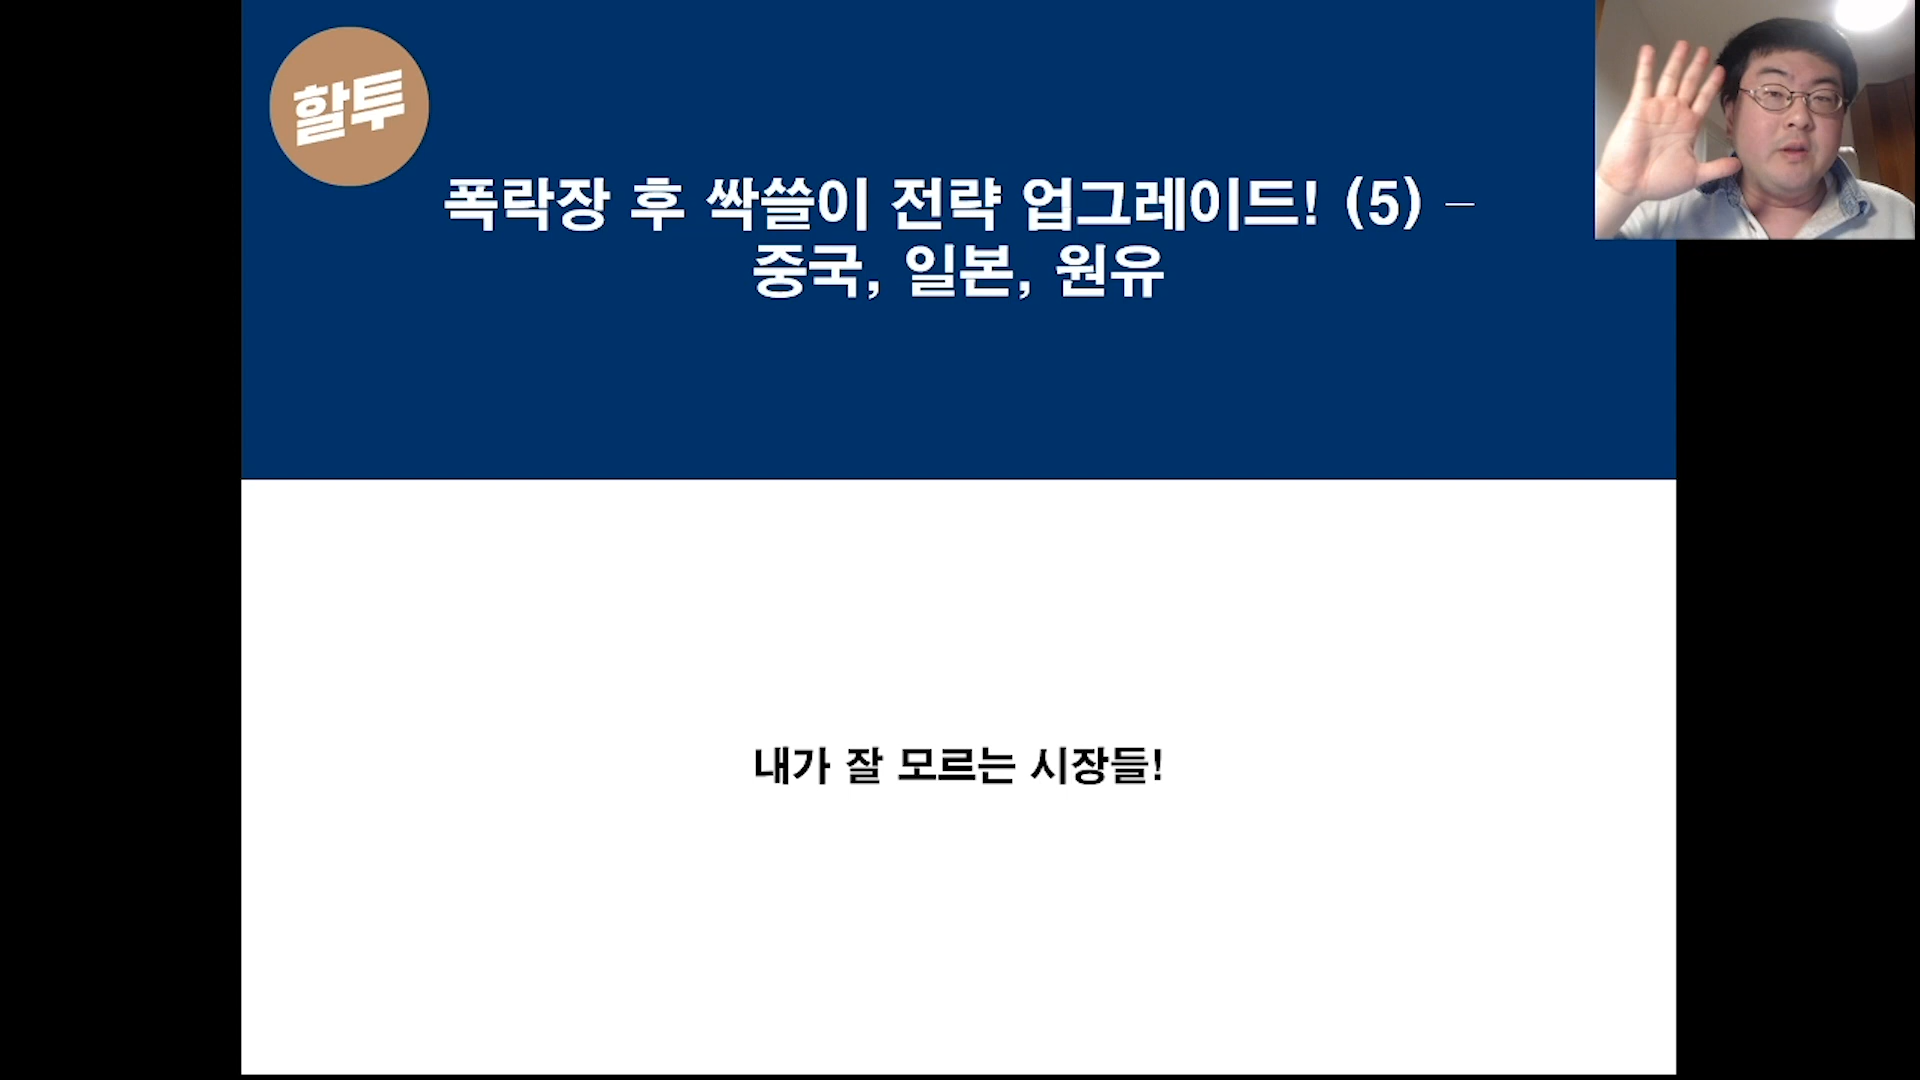 할투
폭락장 후 싹쓸이 전략 업그레이드! (5) –
중국, 일본, 원유
내가 잘 모르는 시장들!